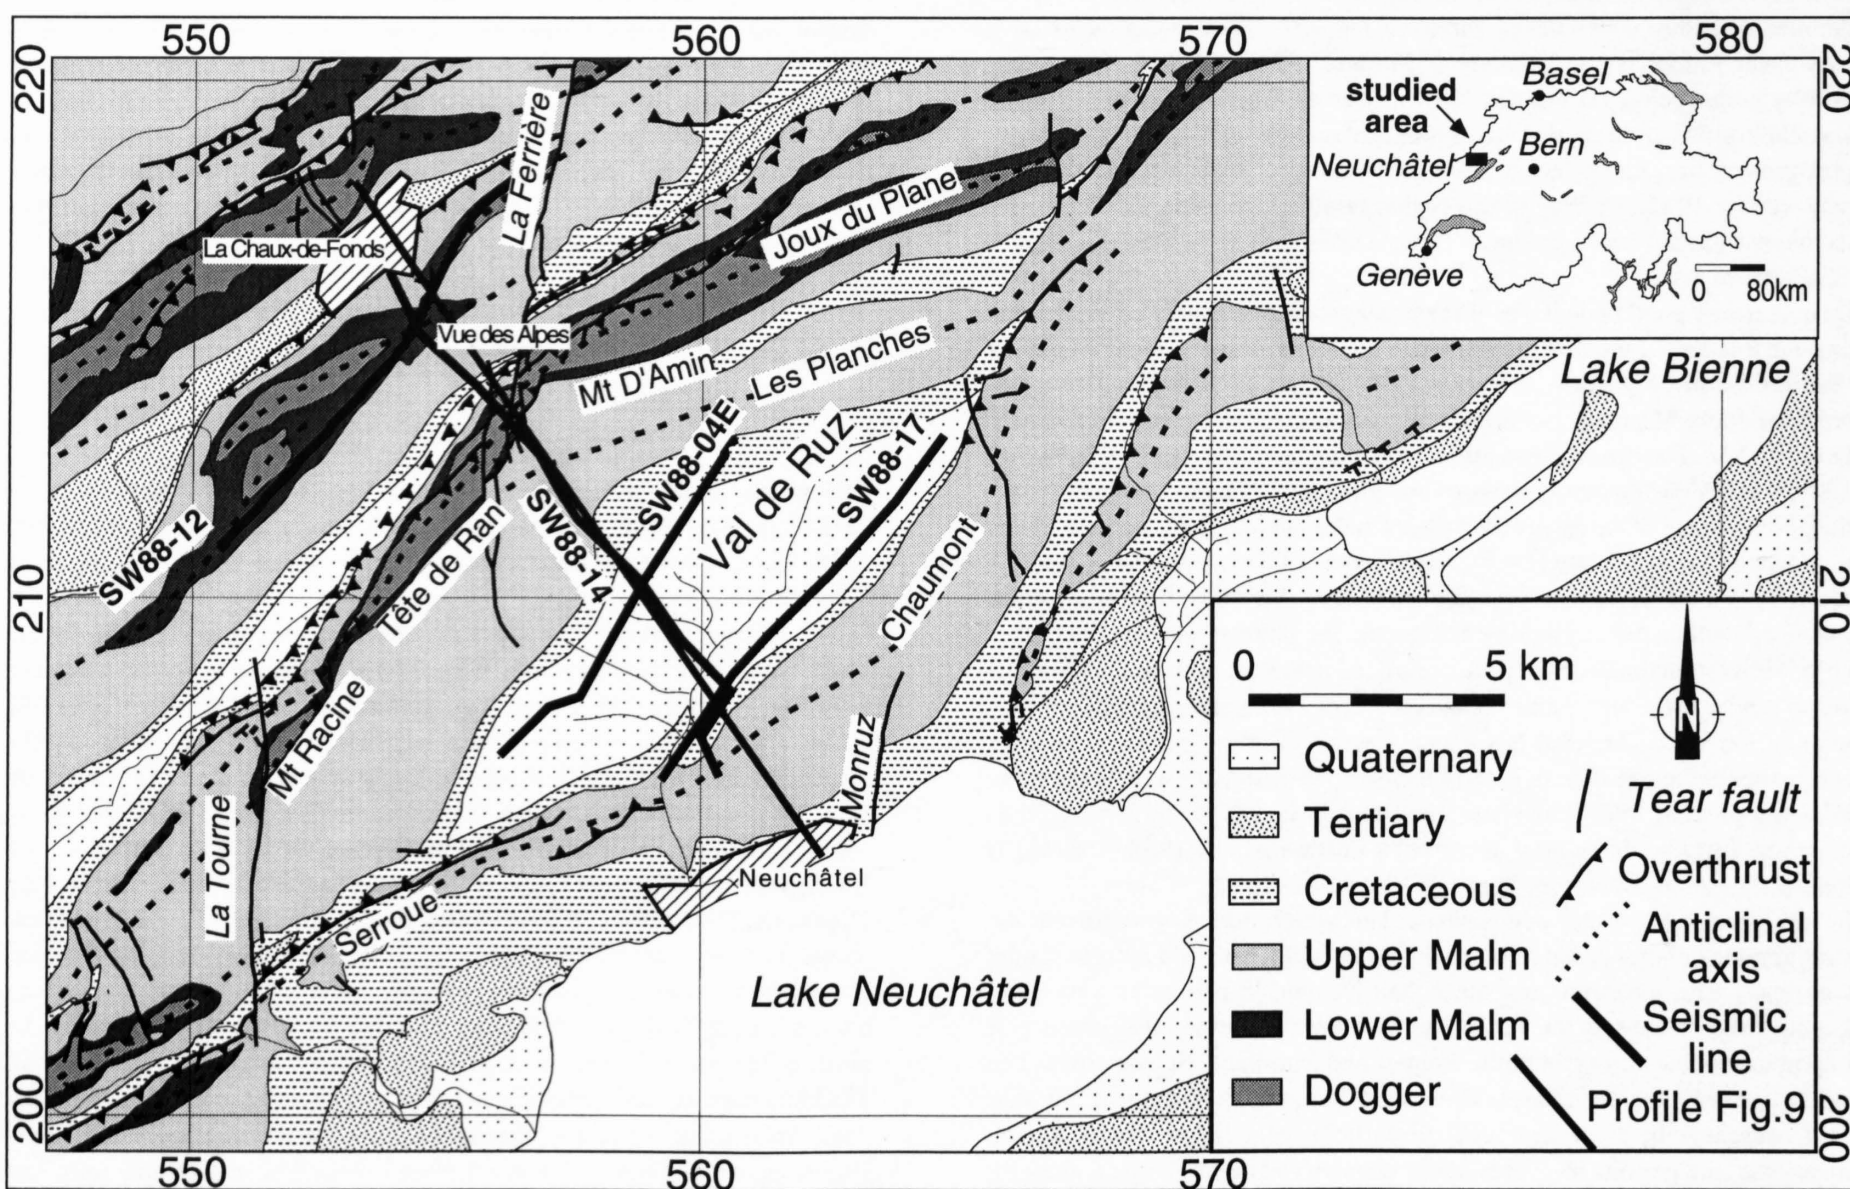 550
560
570
580
220
220
studied
area
Basel
Neuchâtel
Bern
Genève
0
80km
La Ferrière
La Chaux-de-Fonds
Joux du Plane
Vue des Alpes
Mt D'Amin
Les Planches
Lake Bienne
SW88-04E
SW88-17
Val de Ruz
SW88-12
SW88-14
Tête de Ran
Chaumont
210
210
Mt Racine
La Tourne
Monruz
Serroue
Neuchâtel
Lake Neuchâtel
0
5 km
N
Quaternary
Tertiary
Cretaceous
Upper Malm
Lower Malm
Dogger
Tear fault
Overthrust
Anticlinal
axis
Seismic
line
Profile Fig.9
200
200
550
560
570